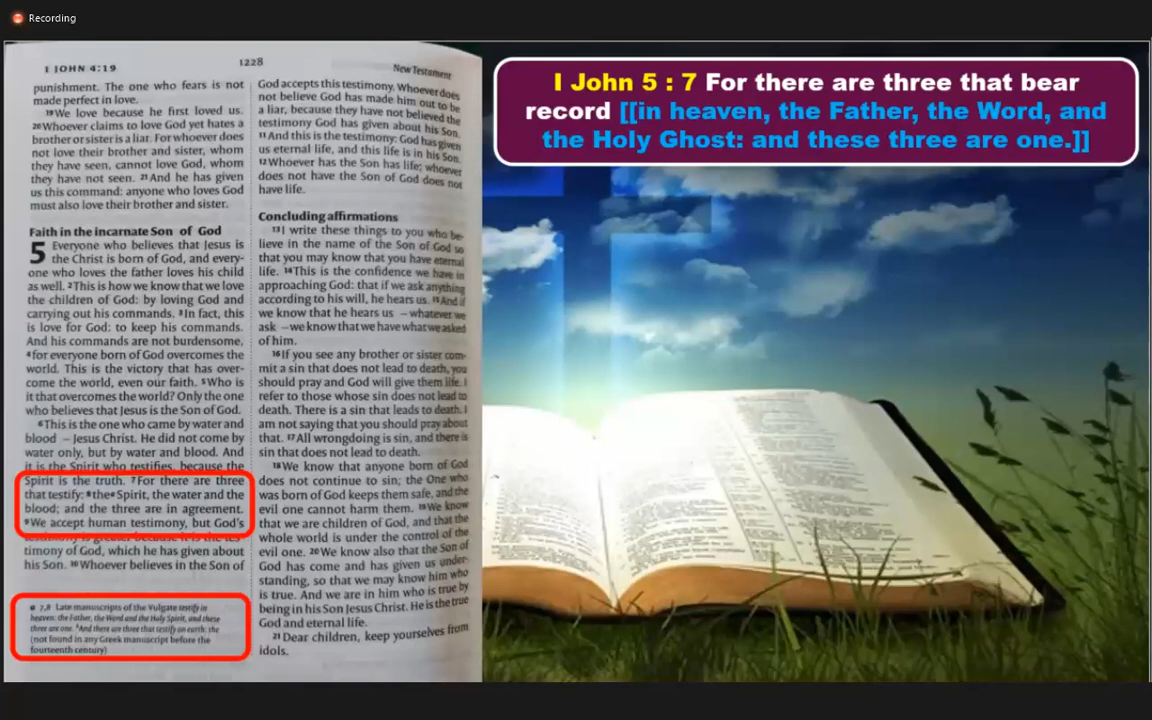 Recording
I JOHN 4:19
1228
New Testament
punishment. The one who fears is not
made perfect in love.
19We love because he first loved us.
20Whoever claims to love God yet hates a
brother or sister is a liar. For whoever does
not love their brother and sister, whom
they have seen, cannot love God, whom
they have not seen. 21And he has given
us this command: anyone who loves God
must also love their brother and sister.
Faith in the incarnate Son of God
5 Everyone who believes that Jesus is
the Christ is born of God, and every-
one who loves the father loves his child
as well. 2This is how we know that we love
the children of God: by loving God and
carrying out his commands. 3In fact, this
is love for God: to keep his commands.
And his commands are not burdensome,
4for everyone born of God overcomes the
world. This is the victory that has over-
come the world, even our faith. 5Who is
it that overcomes the world? Only the one
who believes that Jesus is the Son of God.
6This is the one who came by water and
blood – Jesus Christ. He did not come by
water only, but by water and blood. And
it is the Spirit who testifies, because the
Spirit is the truth. 7For there are three
that testify: 8the a Spirit, the water and the
blood; and the three are in agreement.
9We accept human testimony, but God's
testimony is greater because it is the tes-
timony of God, which he has given about
his Son. 10Whoever believes in the Son of
a 7,8 Late manuscripts of the Vulgate testify in
heaven: the Father, the Word and the Holy Spirit, and these
three are one. 8And there are three that testify on earth: the
(not found in any Greek manuscript before the
fourteenth century)
God accepts this testimony. Whoever does
not believe God has made him out to be
a liar, because they have not believed the
testimony God has given about his Son.
11And this is the testimony: God has given
us eternal life, and this life is in his Son.
12Whoever has the Son has life; whoever
does not have the Son of God does not
have life.
Concluding affirmations
13I write these things to you who be-
lieve in the name of the Son of God so
that you may know that you have eternal
life. 14This is the confidence we have in
approaching God: that if we ask anything
according to his will, he hears us. 15And if
we know that he hears us – whatever we
ask – we know that we have what we asked
of him.
16If you see any brother or sister com-
mit a sin that does not lead to death, you
should pray and God will give them life. I
refer to those whose sin does not lead to
death. There is a sin that leads to death. I
am not saying that you should pray about
that. 17All wrongdoing is sin, and there is
sin that does not lead to death.
18We know that anyone born of God
does not continue to sin; the One who
was born of God keeps them safe, and the
evil one cannot harm them. 19We know
that we are children of God, and that the
whole world is under the control of the
evil one. 20We know also that the Son of
God has come and has given us under-
standing, so that we may know him who
is true. And we are in him who is true by
being in his Son Jesus Christ. He is the true
God and eternal life.
21Dear children, keep yourselves from
idols.
I John 5 : 7 For there are three that bear
record [[in heaven, the Father, the Word, and
the Holy Ghost: and these three are one.]]